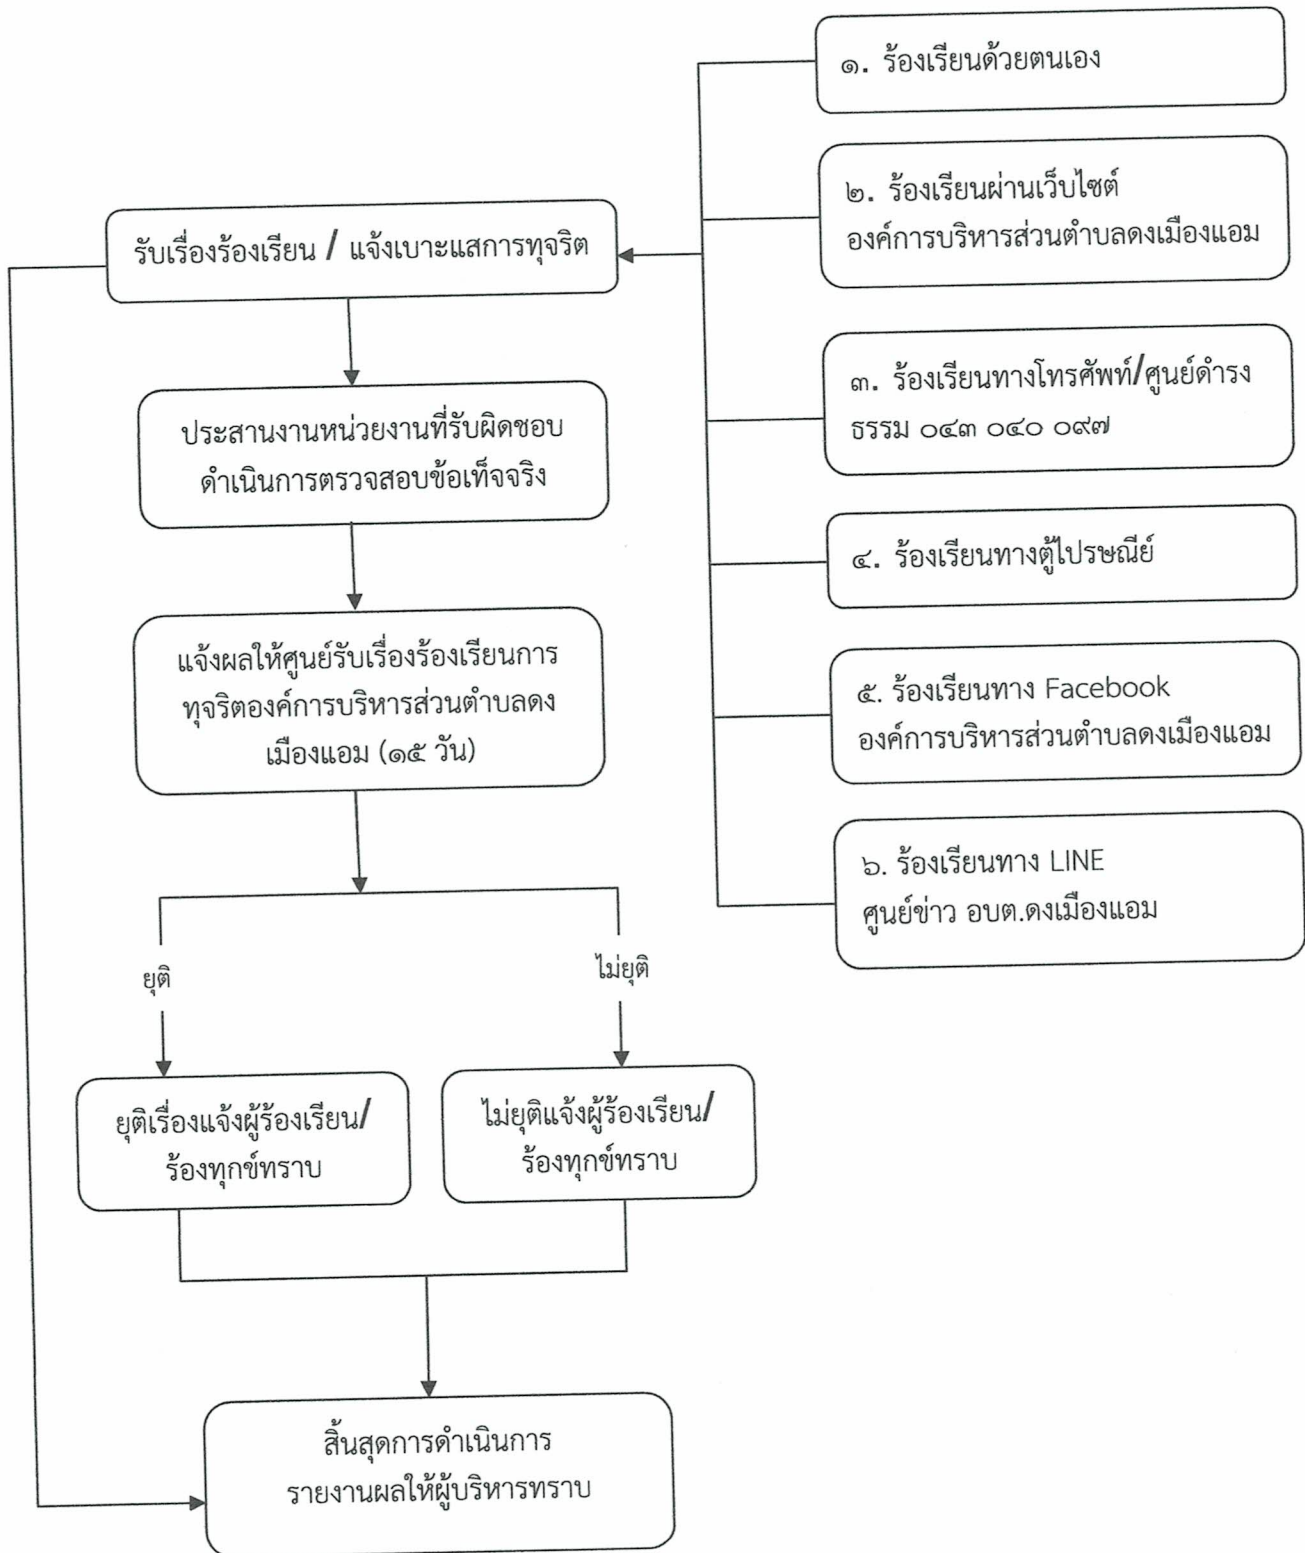 ๑. ร้องเรียนด้วยตนเอง
๒. ร้องเรียนผ่านเว็บไซต์
องค์การบริหารส่วนตำบลดงเมืองแอม
รับเรื่องร้องเรียน / แจ้งเบาะแสการทุจริต
๓. ร้องเรียนทางโทรศัพท์/ศูนย์ดำรง
ธรรม ๐๔๓ ๐๔๐ ๐๙๗
ประสานงานหน่วยงานที่รับผิดชอบ
ดำเนินการตรวจสอบข้อเท็จจริง
๔. ร้องเรียนทางตู้ไปรษณีย์
แจ้งผลให้ศูนย์รับเรื่องร้องเรียนการ
ทุจริตองค์การบริหารส่วนตำบลดง
เมืองแอม (๑๕ วัน)
๕. ร้องเรียนทาง Facebook
องค์การบริหารส่วนตำบลดงเมืองแอม
๖. ร้องเรียนทาง LINE
ศูนย์ข่าว อบต.ดงเมืองแอม
ยุติ
ไม่ยุติ
ยุติเรื่องแจ้งผู้ร้องเรียน/
ร้องทุกข์ทราบ
ไม่ยุติแจ้งผู้ร้องเรียน/
ร้องทุกข์ทราบ
สิ้นสุดการดำเนินการ
รายงานผลให้ผู้บริหารทราบ